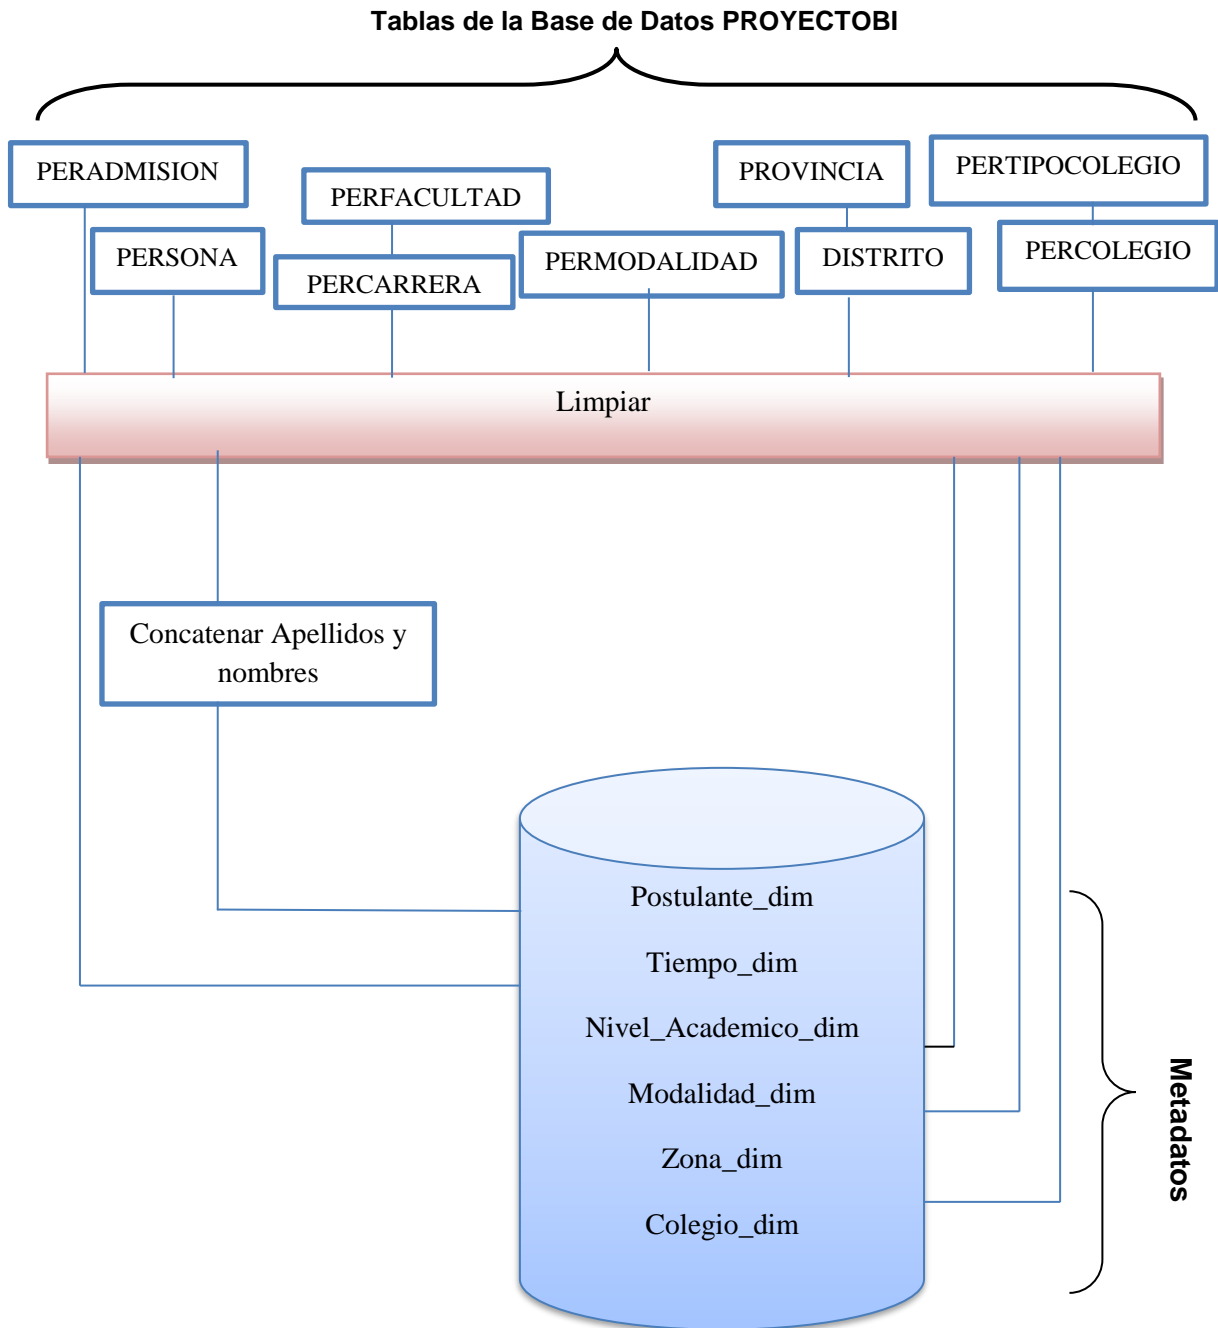 Tablas de la Base de Datos PROYECTOBI
PERADMISION
PERFACULTAD
PROVINCIA
PERTIPOCOLEGIO
PERSONA
PERCARRERA
PERMODALIDAD
DISTRITO
PERCOLEGIO
Limpiar
Concatenar Apellidos y
nombres
Postulante_dim
Tiempo_dim
Nivel_Academico_dim
Modalidad_dim
Zona_dim
Colegio_dim
Metadatos